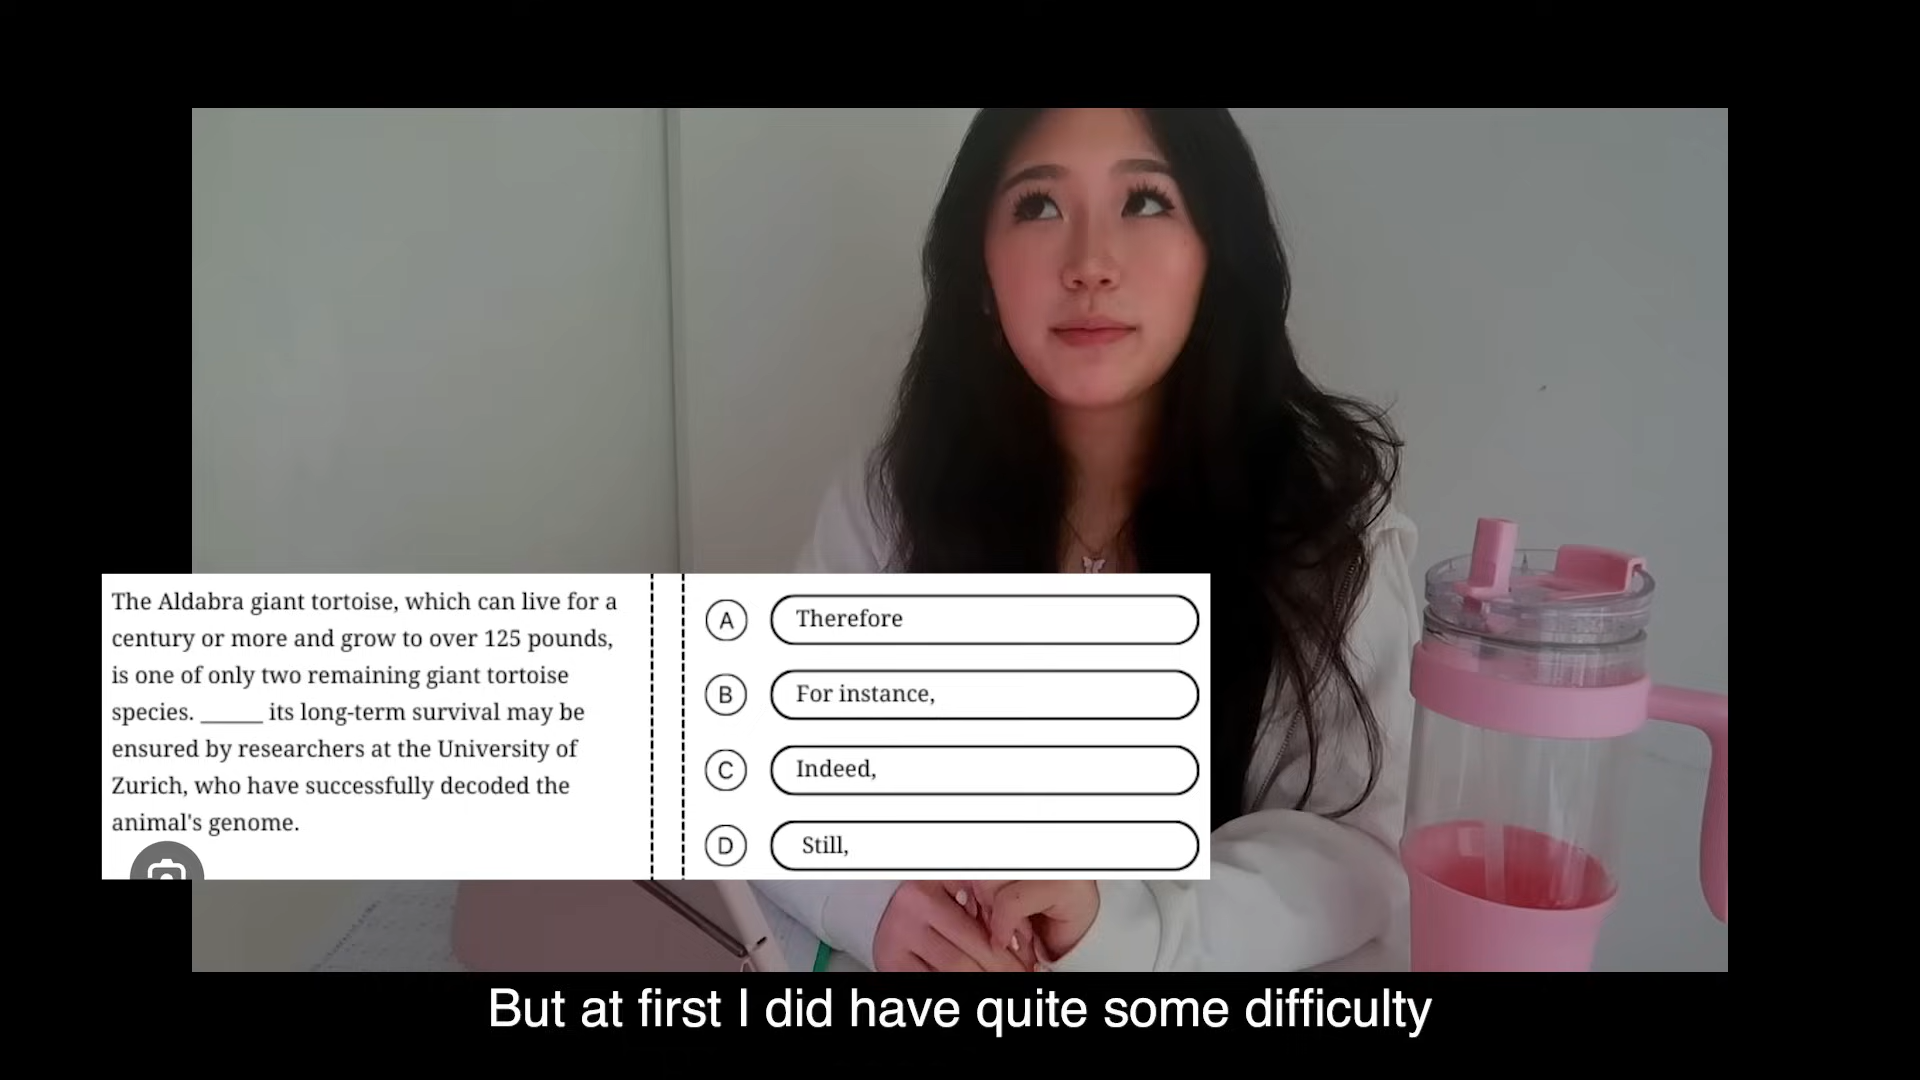 The Aldabra giant tortoise, which can live for a
century or more and grow to over 125 pounds,
is one of only two remaining giant tortoise
species. ______ its long-term survival may be
ensured by researchers at the University of
Zurich, who have successfully decoded the
animal's genome.
A Therefore
B For instance,
C Indeed,
D Still,
But at first I did have quite some difficulty